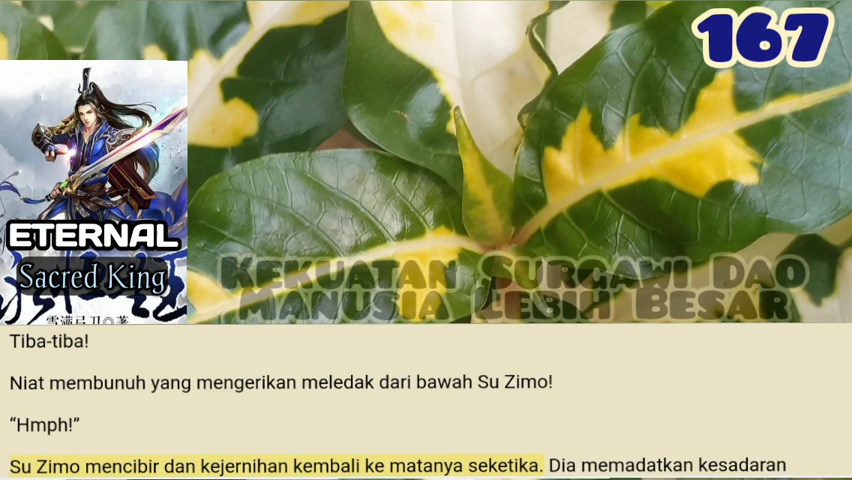 167
ETERNAL
Sacred King
Kekuatan Surgawi Dao
Manusia Lebih Besar
Tiba-tiba!
Niat membunuh yang mengerikan meledak dari bawah Su Zimo!
“Hmph!”
Su Zimo mencibir dan kejernihan kembali ke matanya seketika. Dia memadatkan kesadaran